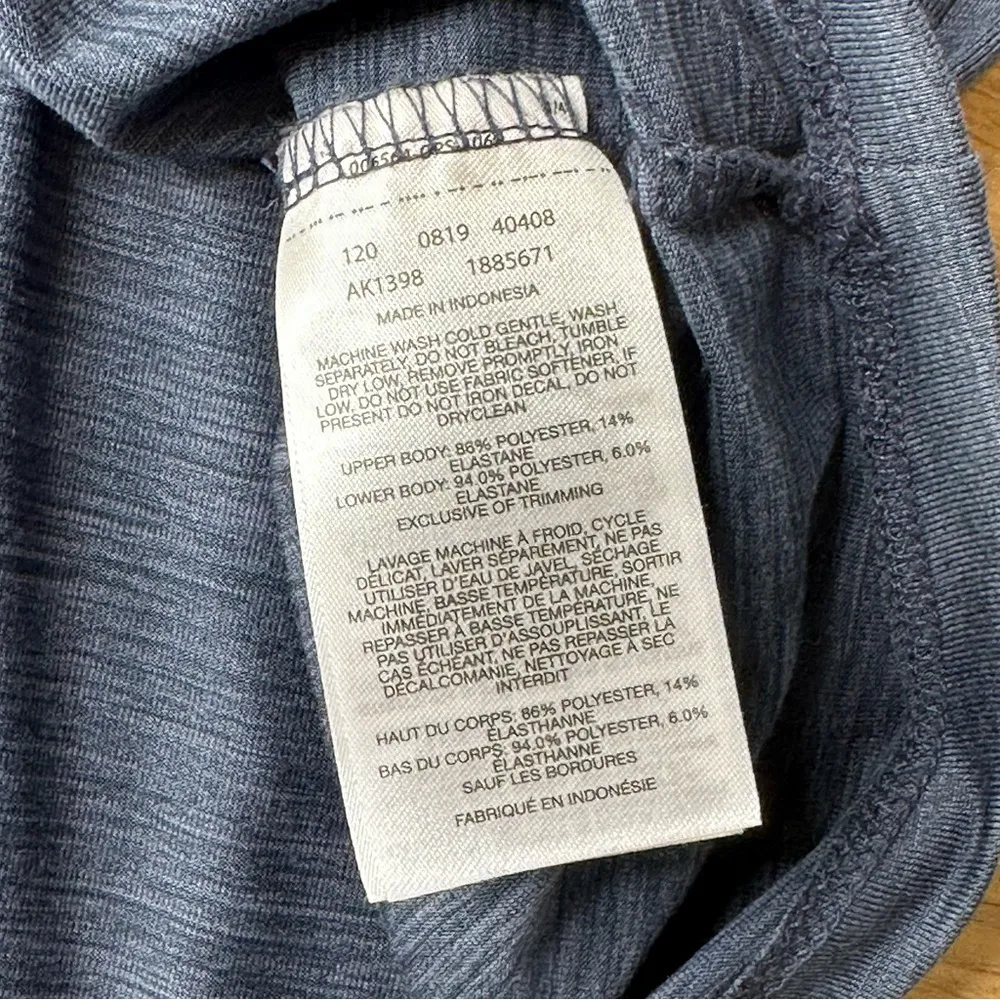 120 0819 40408
AK1398 1885671
MADE IN INDONESIA
MACHINE WASH COLD GENTLE, WASH
SEPARATELY, DO NOT BLEACH, TUMBLE
DRY LOW, REMOVE PROMPTLY, IRON
LOW, DO NOT USE FABRIC SOFTENER, IF
PRESENT DO NOT IRON DECAL, DO NOT
DRYCLEAN
UPPER BODY: 86% POLYESTER, 14%
ELASTANE
LOWER BODY: 94.0% POLYESTER, 6.0%
ELASTANE
EXCLUSIVE OF TRIMMING
LAVAGE MACHINE À FROID, CYCLE
DÉLICAT, LAVER SÉPAREMENT, NE PAS
UTILISER D'EAU DE JAVEL, SÉCHAGE
MACHINE, BASSE TEMPÉRATURE, SORTIR
IMMÉDIATEMENT DE LA MACHINE,
REPASSER À BASSE TEMPÉRATURE, NE
PAS UTILISER D'ASSOUPLISSANT, LE
CAS ÉCHEANT, NE PAS REPASSER LA
DÉCALCOMANIE, NETTOYAGE À SEC
INTERDIT
HAUT DU CORPS: 86% POLYESTER, 14%
ÉLASTHANNE
BAS DU CORPS: 94.0% POLYESTER, 6.0%
ÉLASTHANNE
SAUF LES BORDURES
FABRIQUÉ EN INDONÉSIE